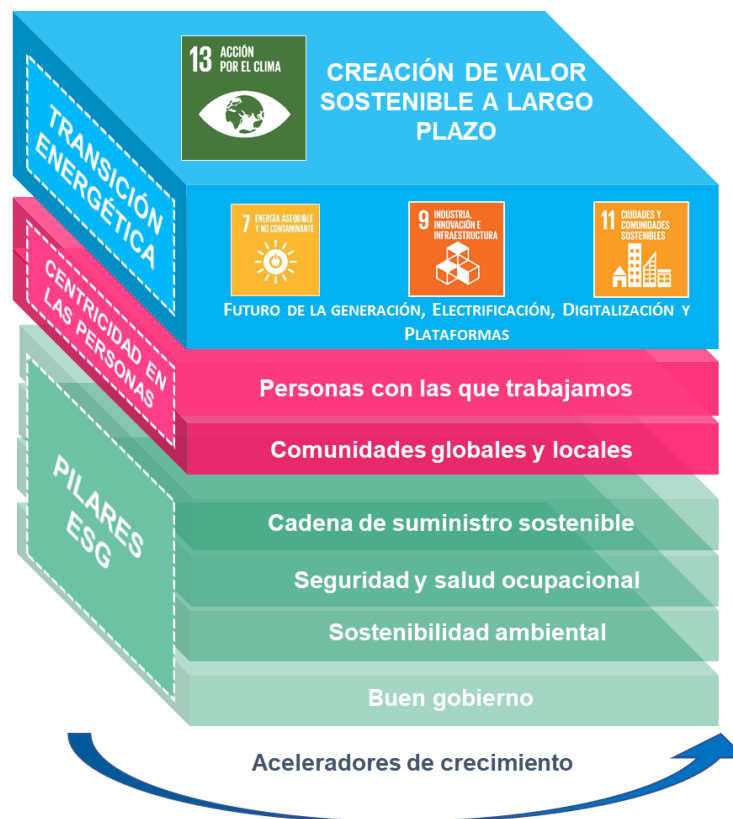 13 ACCIÓN
POR EL CLIMA
CREACIÓN DE VALOR
SOSTENIBLE A LARGO
PLAZO
TRANSICIÓN
ENERGÉTICA
7 ENERGÍA ASEQUIBLE
Y NO CONTAMINANTE
9 INDUSTRIA,
INNOVACIÓN E
INFRAESTRUCTURA
11 CIUDADES Y
COMUNIDADES
SOSTENIBLES
FUTURO DE LA GENERACIÓN, ELECTRIFICACIÓN, DIGITALIZACIÓN Y
PLATAFORMAS
CENTRICIDAD EN
LAS PERSONAS
Personas con las que trabajamos
Comunidades globales y locales
PILARES
ESG
Cadena de suministro sostenible
Seguridad y salud ocupacional
Sostenibilidad ambiental
Buen gobierno
Aceleradores de crecimiento